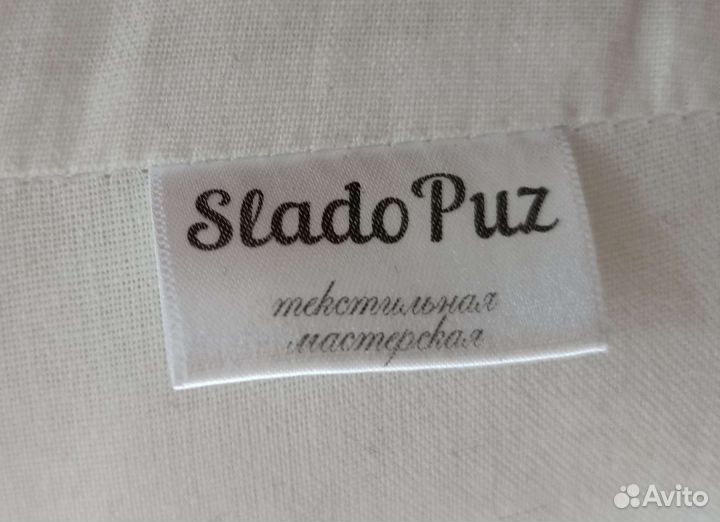 SladoPuz
текстильная
мастерская
Avito